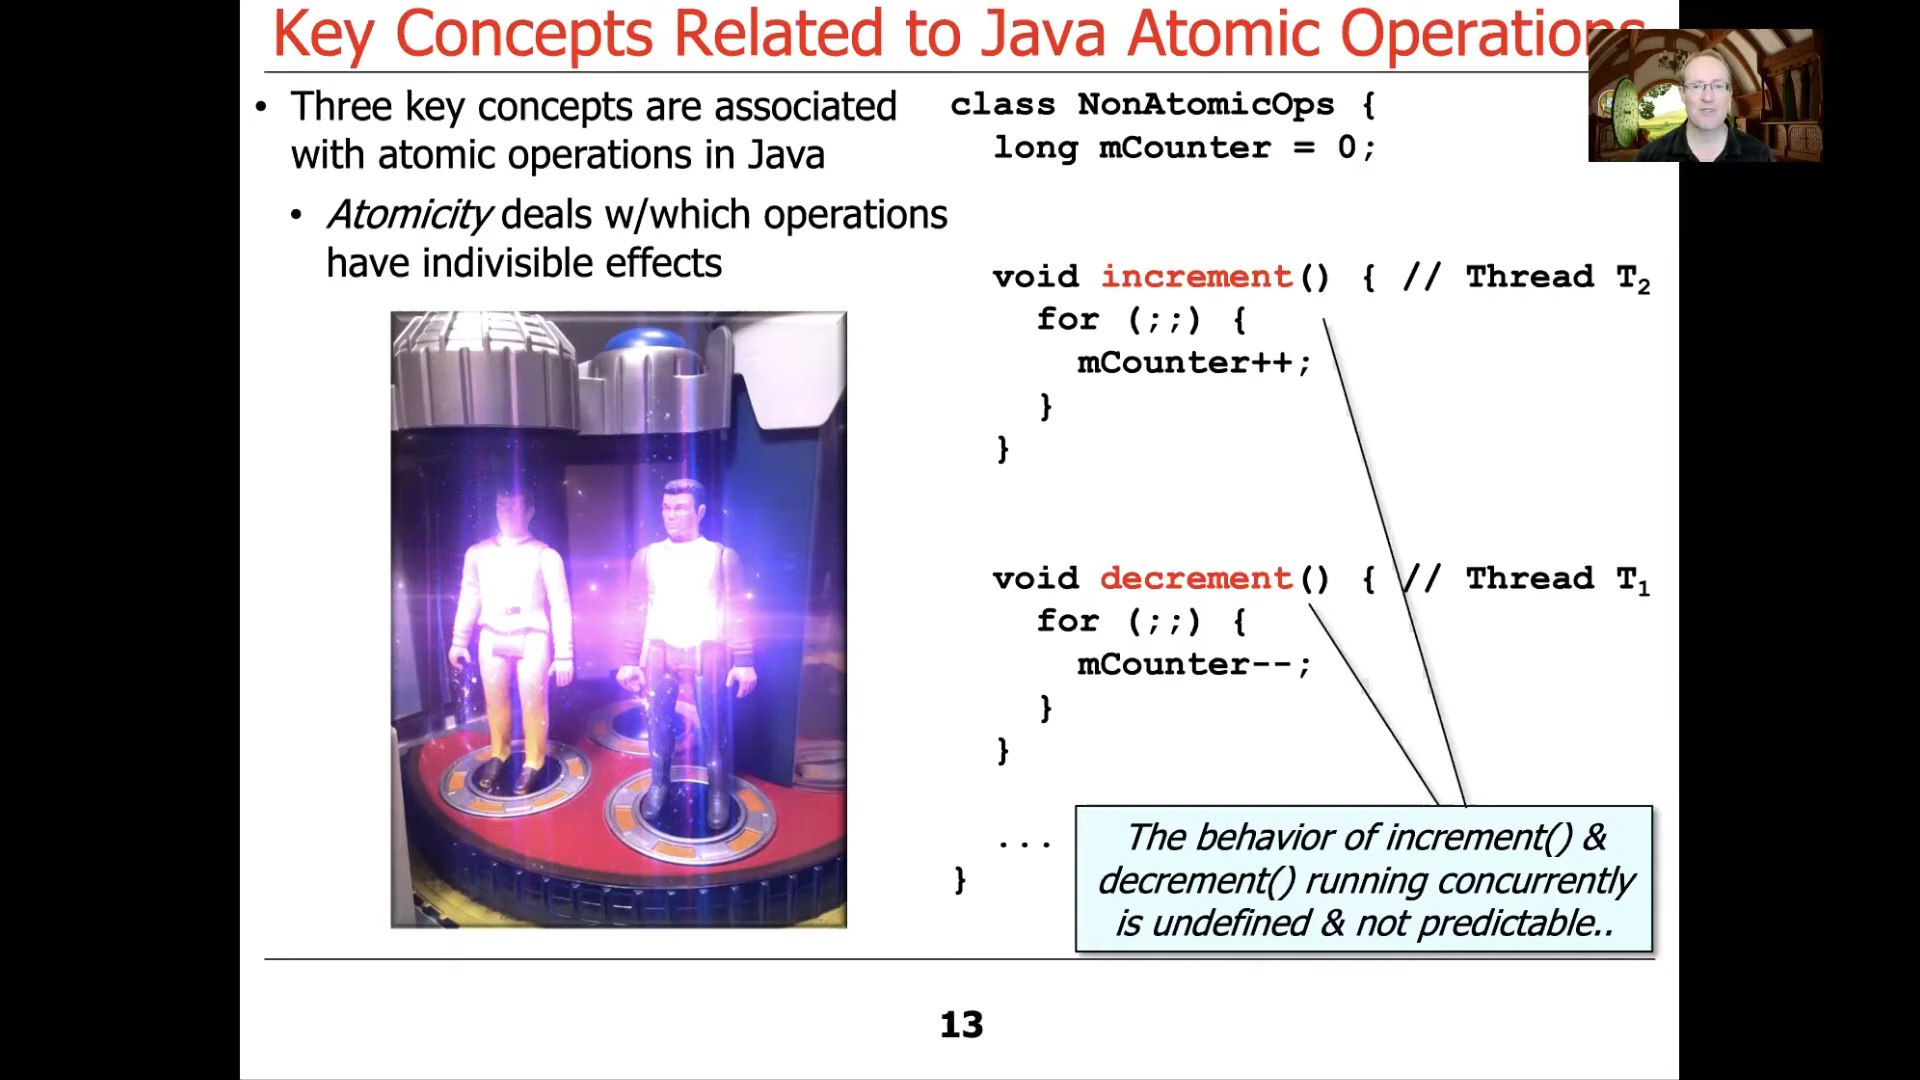 Key Concepts Related to Java Atomic Operations
• Three key concepts are associated
with atomic operations in Java
• Atomicity deals w/which operations
have indivisible effects
class NonAtomicOps {
long mCounter = 0;
void increment() { // Thread T2
for (;;) {
mCounter++;
}
}
void decrement() { // Thread T1
for (;;) {
mCounter--;
}
}
...
}
The behavior of increment() &
decrement() running concurrently
is undefined & not predictable..
13